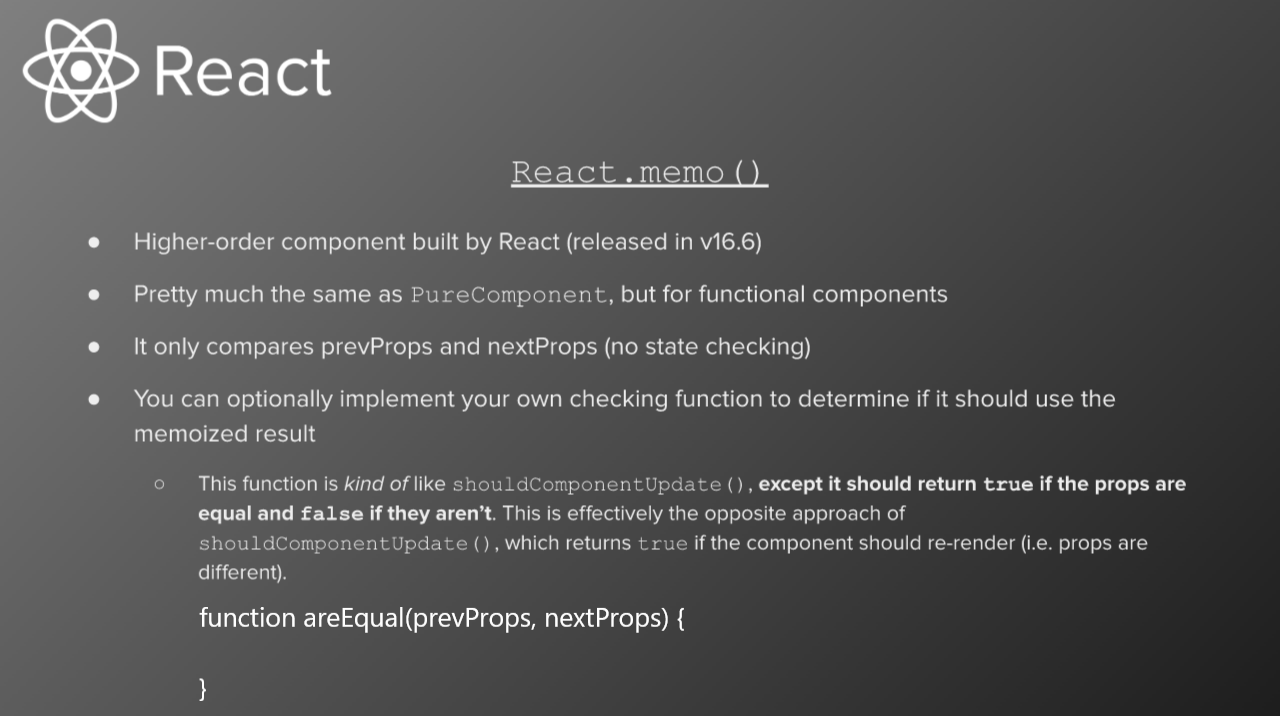 React
React.memo()
● Higher-order component built by React (released in v16.6)
● Pretty much the same as PureComponent, but for functional components
● It only compares prevProps and nextProps (no state checking)
● You can optionally implement your own checking function to determine if it should use the
memoized result
○ This function is kind of like shouldComponentUpdate(), except it should return true if the props are
equal and false if they aren’t. This is effectively the opposite approach of
shouldComponentUpdate(), which returns true if the component should re-render (i.e. props are
different).
function areEqual(prevProps, nextProps) {
}